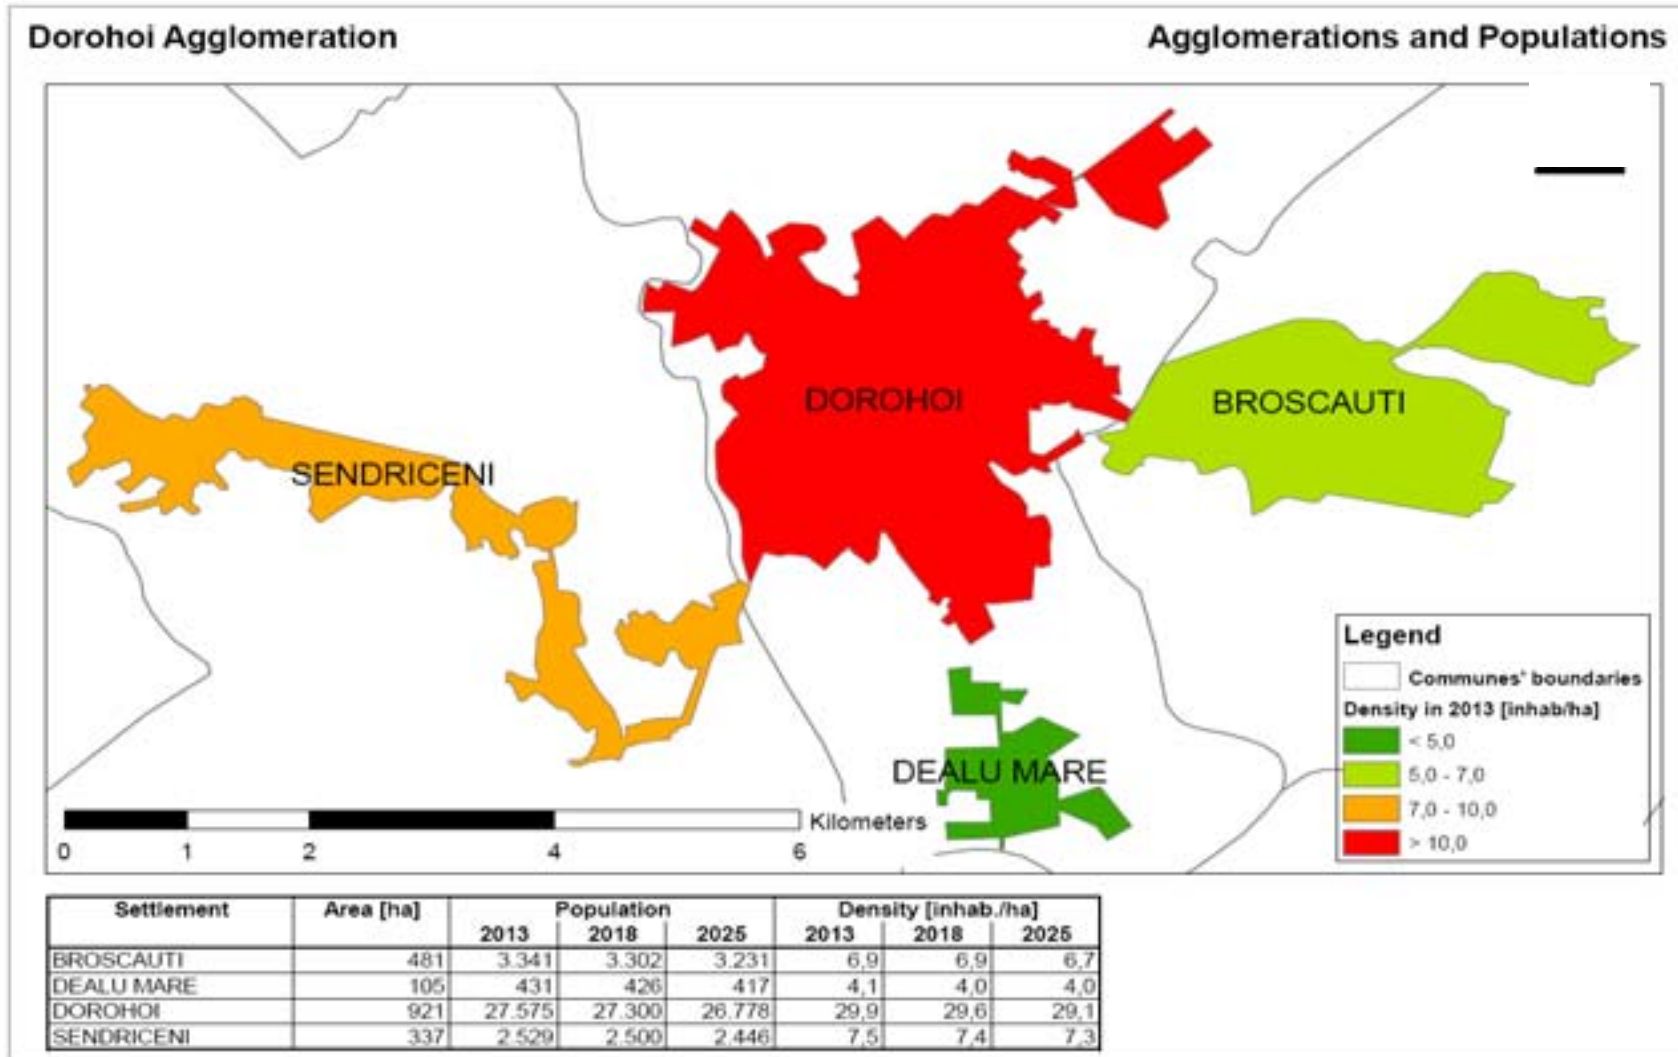 Dorohoi Agglomeration
Agglomerations and Populations
DOROHOI
BROSCAUTI
SENDRICENI
DEALU MARE
Legend
Communes' boundaries
Density in 2013 [inhab/ha]
< 5,0
5,0 - 7,0
7,0 - 10,0
> 10,0
Kilometers
0 1 2 4 6
Settlement Area [ha] Population Density [inhab./ha]
2013 2018 2025 2013 2018 2025
BROSCAUTI 481 3.341 3.302 3.231 6,9 6,9 6,7
DEALU MARE 105 431 426 417 4,1 4,0 4,0
DOROHOI 921 27.575 27.300 26.778 29,9 29,6 29,1
SENDRICENI 337 2.529 2.500 2.446 7,5 7,4 7,3